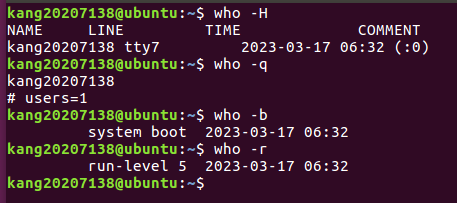 kang20207138@ubuntu:~$ who -H
NAME     LINE         TIME             COMMENT
kang20207138 tty7         2023-03-17 06:32 (:0)
kang20207138@ubuntu:~$ who -q
kang20207138
# users=1
kang20207138@ubuntu:~$ who -b
         system boot  2023-03-17 06:32
kang20207138@ubuntu:~$ who -r
         run-level 5  2023-03-17 06:32
kang20207138@ubuntu:~$